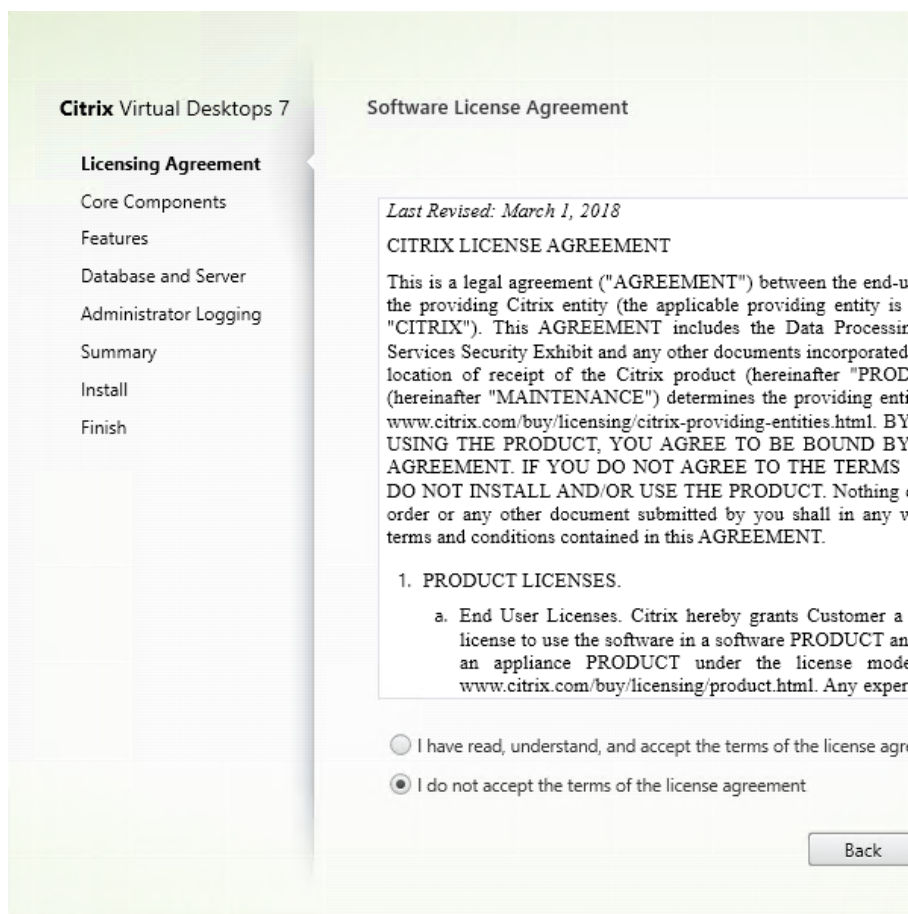 Citrix Virtual Desktops 7
Licensing Agreement
Core Components
Features
Database and Server
Administrator Logging
Summary
Install
Finish
Software License Agreement
Last Revised: March 1, 2018
CITRIX LICENSE AGREEMENT
This is a legal agreement ("AGREEMENT") between the end-u
the providing Citrix entity (the applicable providing entity is
"CITRIX"). This AGREEMENT includes the Data Processin
Services Security Exhibit and any other documents incorporated
location of receipt of the Citrix product (hereinafter "PROD
(hereinafter "MAINTENANCE") determines the providing enti
www.citrix.com/buy/licensing/citrix-providing-entities.html. BY
USING THE PRODUCT, YOU AGREE TO BE BOUND BY
AGREEMENT. IF YOU DO NOT AGREE TO THE TERMS
DO NOT INSTALL AND/OR USE THE PRODUCT. Nothing
order or any other document submitted by you shall in any
terms and conditions contained in this AGREEMENT.
1. PRODUCT LICENSES.
a. End User Licenses. Citrix hereby grants Customer a
license to use the software in a software PRODUCT an
an appliance PRODUCT under the license mode
www.citrix.com/buy/licensing/product.html. Any exper
I have read, understand, and accept the terms of the license agre
I do not accept the terms of the license agreement
Back